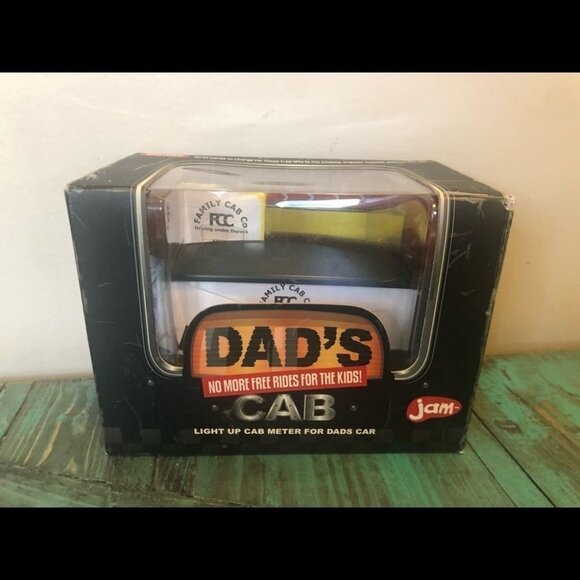 FAMILY CAB CO
FCC
Driving under Duress
FAMILY CAB CO
FCC
DAD'S
NO MORE FREE RIDES FOR THE KIDS!
CAB
LIGHT UP CAB METER FOR DADS CAR
jam